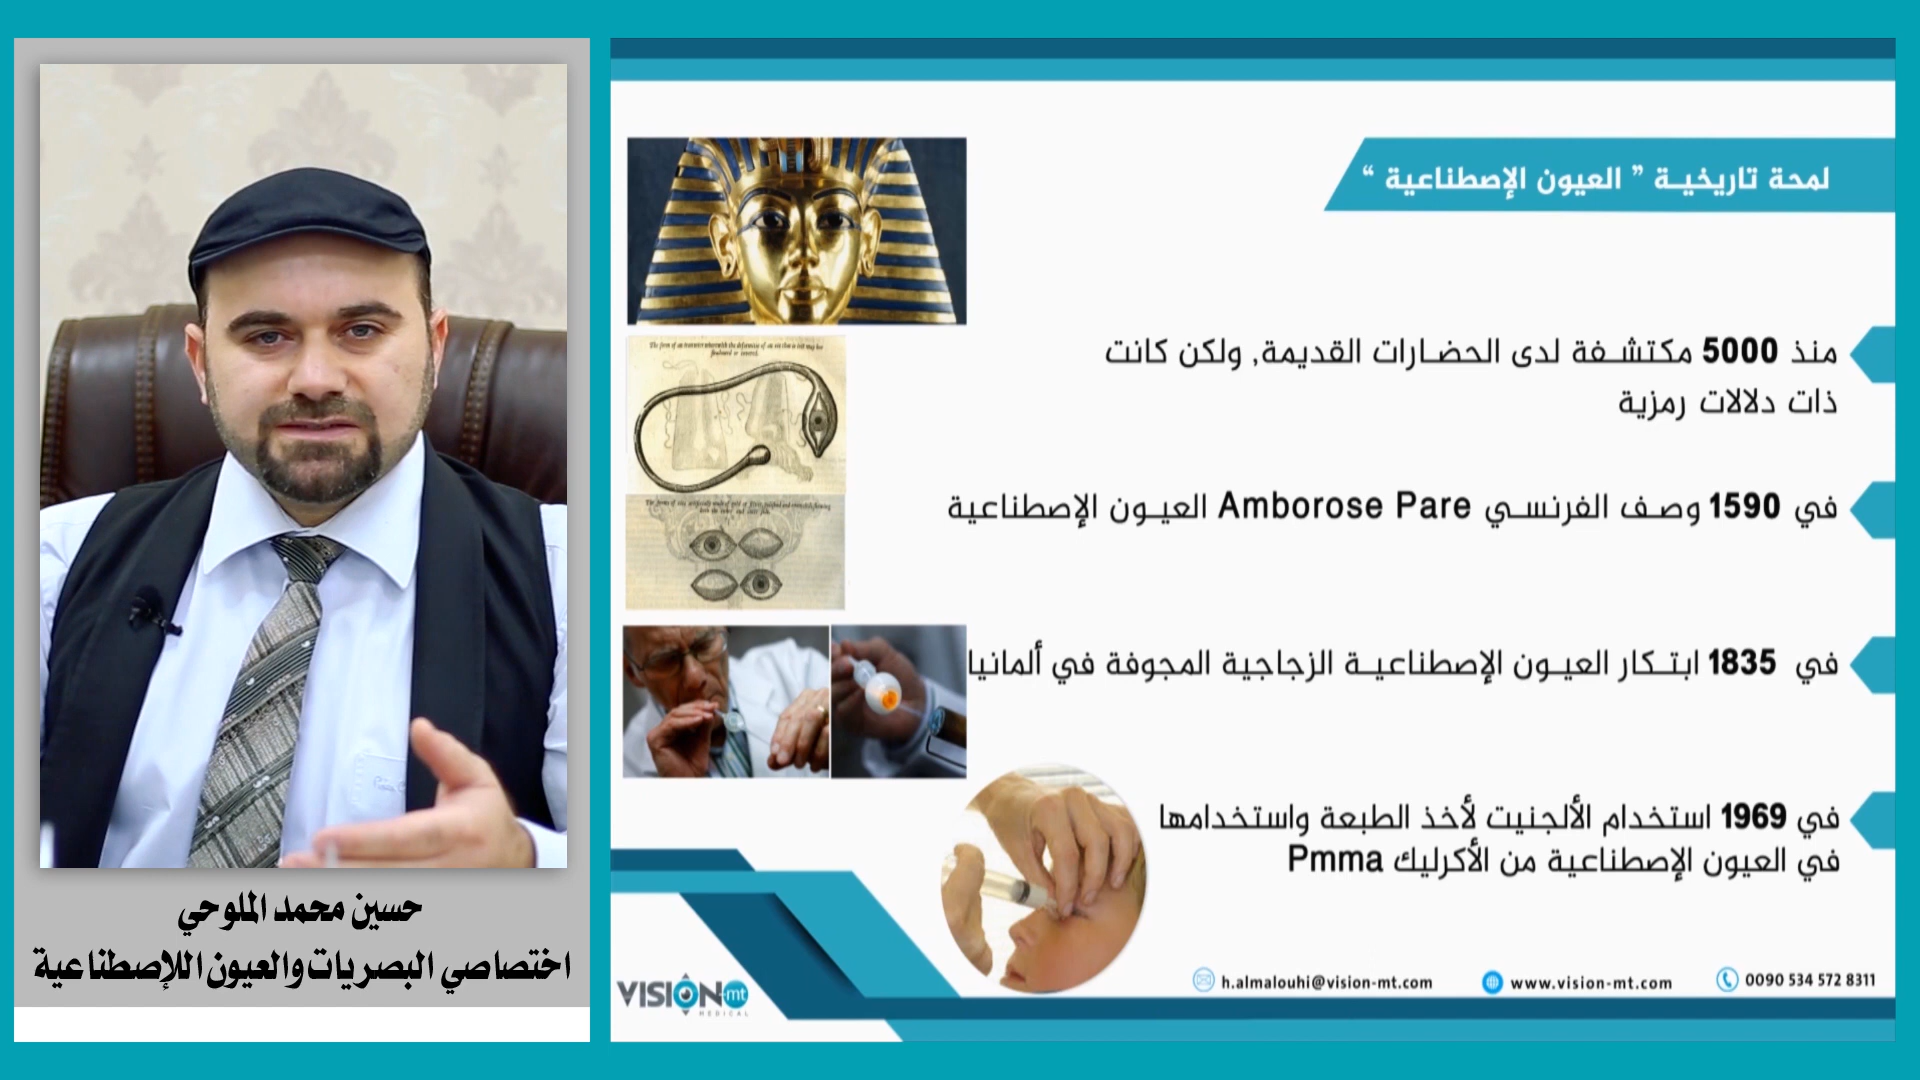 لمحة تاريخية " العيون الإصطناعية "
منذ 5000 مكتشفة لدى الحضارات القديمة, ولكن كانت
ذات دلالات رمزية
في 1590 وصف الفرنسي Amborose Pare العيون الإصطناعية
في 1835 ابتكار العيون الإصطناعية الزجاجية المجوفة في ألمانيا
في 1969 استخدام الألجنيت لأخذ الطبعة واستخدامها
في العيون الإصطناعية من الأكرليك Pmma
حسين محمد الملوحي
اختصاصي البصريات والعيون اللإصطناعية
VISION-mt
MEDICAL
h.almalouhi@vision-mt.com
www.vision-mt.com
0090 534 572 8311